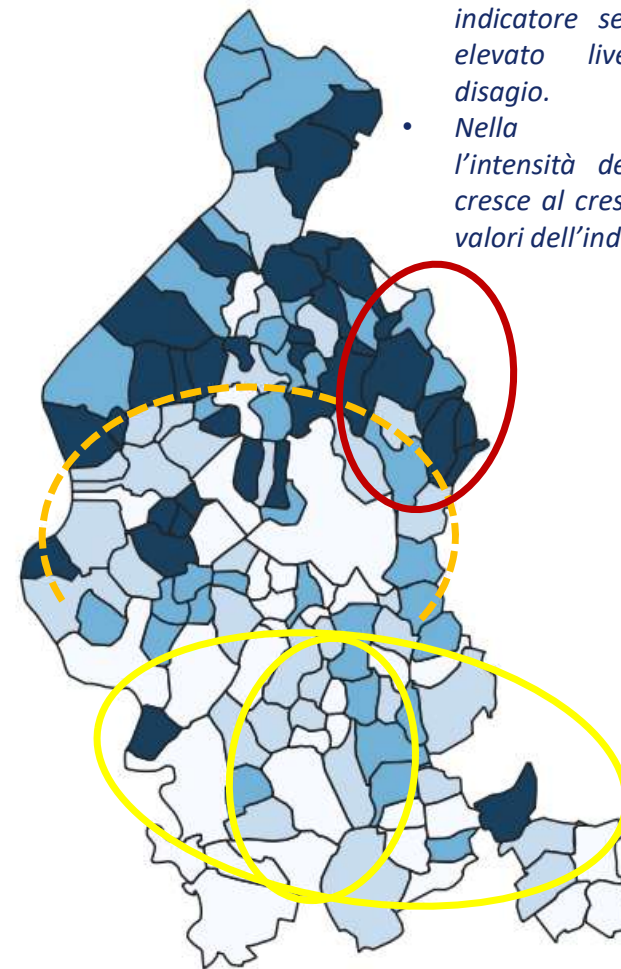 indicatore se
elevato live
disagio.
• Nella
l'intensità de
cresce al cres
valori dell'ind